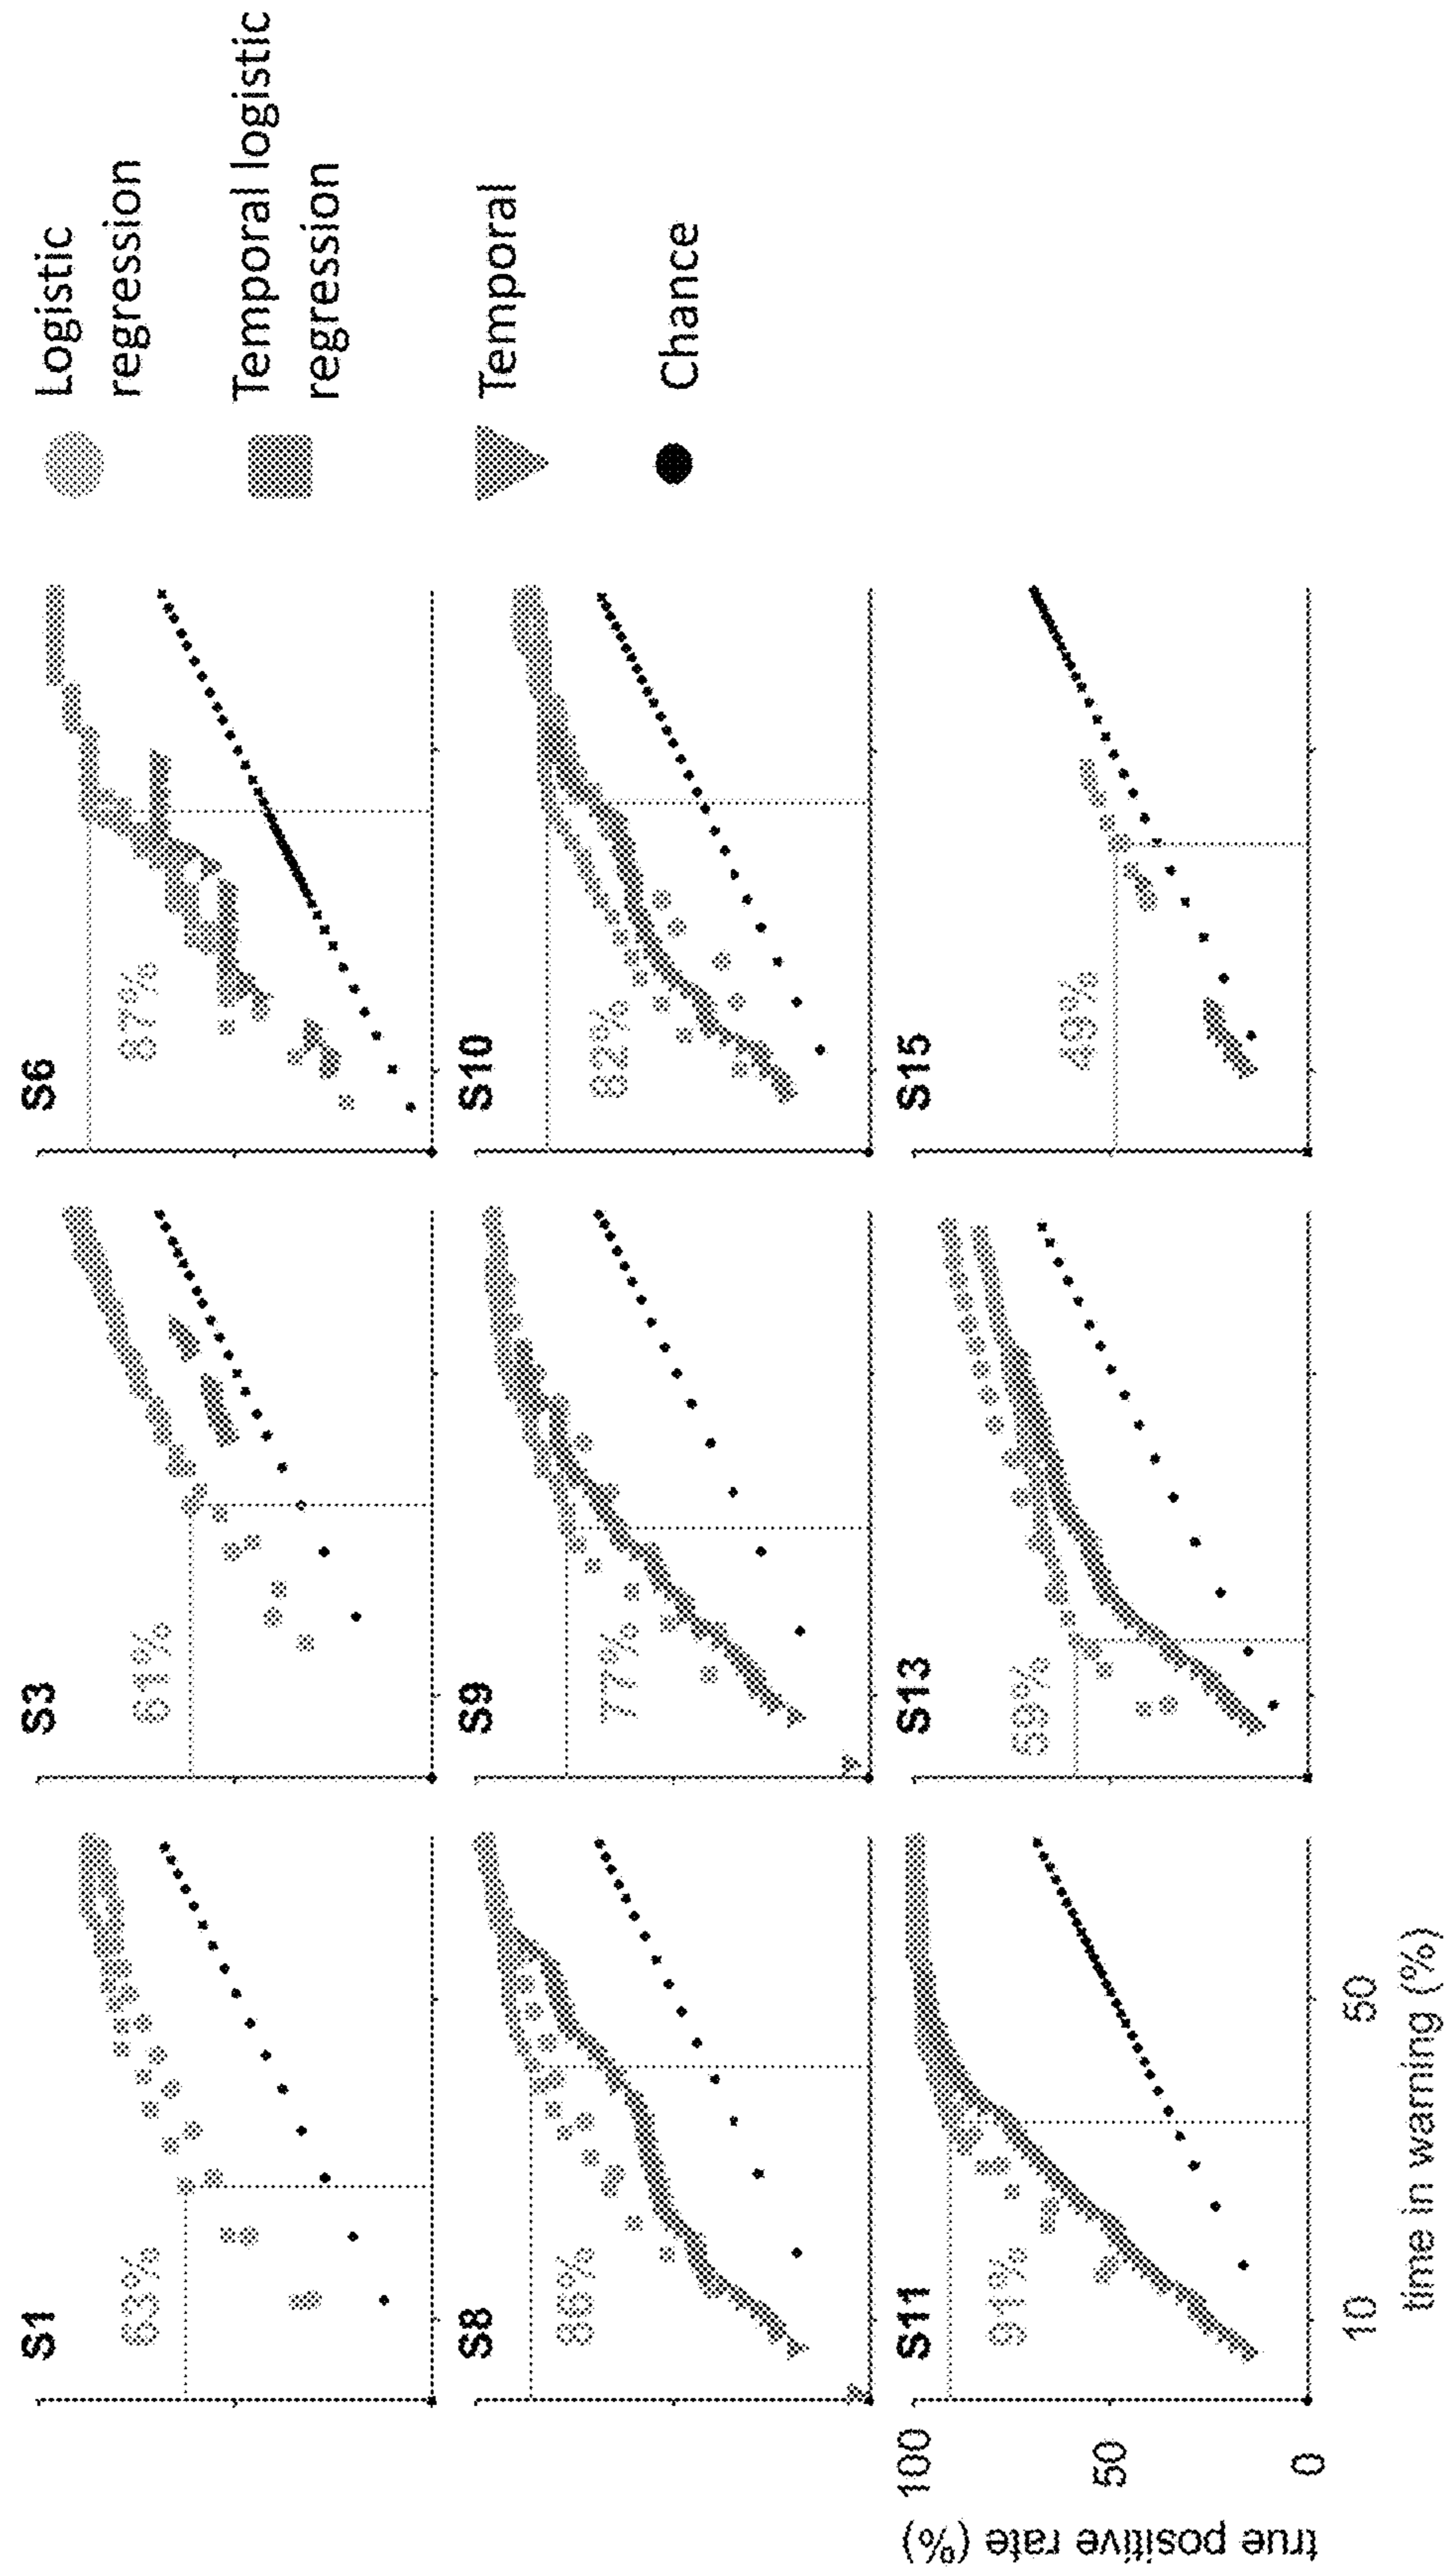 S1
63%
S3
61%
S6
87%
S8
86%
S9
77%
S10
82%
S11
91%
S13
59%
S15
49%
100
50
0
true positive rate (%)
10
50
time in warning (%)
Logistic
regression
Temporal logistic
regression
Temporal
Chance